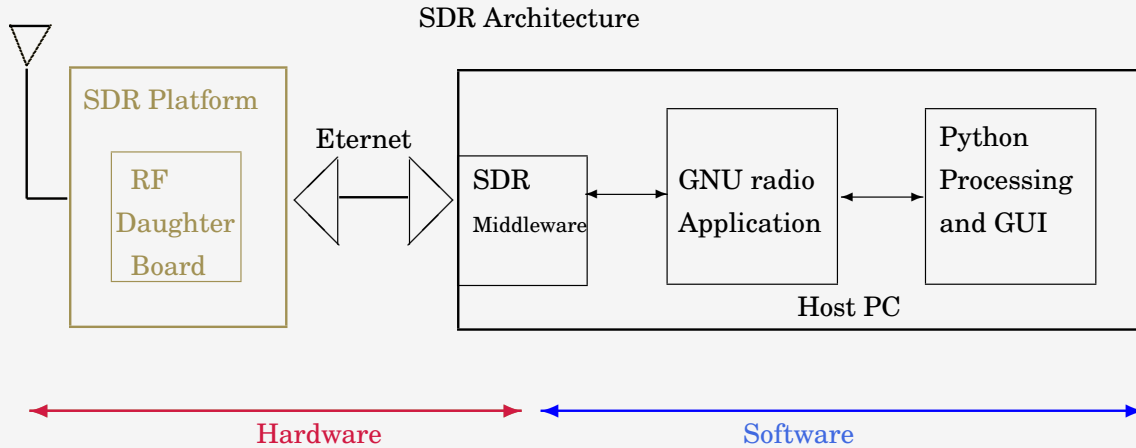 SDR Architecture
SDR Platform
RF
Daughter
Board
Eternet
SDR
Middleware
GNU radio
Application
Python
Processing
and GUI
Host PC
Hardware
Software